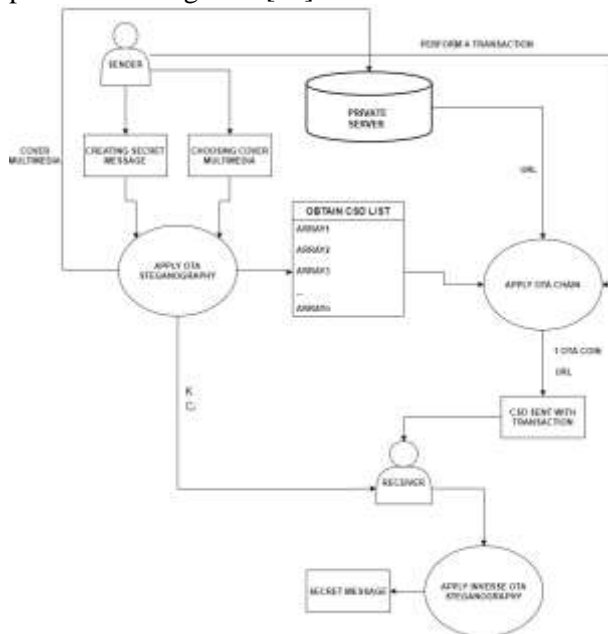 PERFORM A TRANSACTION
SENDER
PRIVATE
SERVER
COVER
MULTIMEDIA
CREATING SECRET
MESSAGE
CHOOSING COVER
MULTIMEDIA
URL
OBTAIN CSD LIST
ARRAY1
ARRAY2
ARRAY3
...
ARRAYn
APPLY OTA
STEGANOGRAPHY
APPLY OTA CHAIN
1 OTA COIN
URL
K
C
CSD SENT WITH
TRANSACTION
RECEIVER
SECRET MESSAGE
APPLY INVERSE OTA
STEGANOGRAPHY